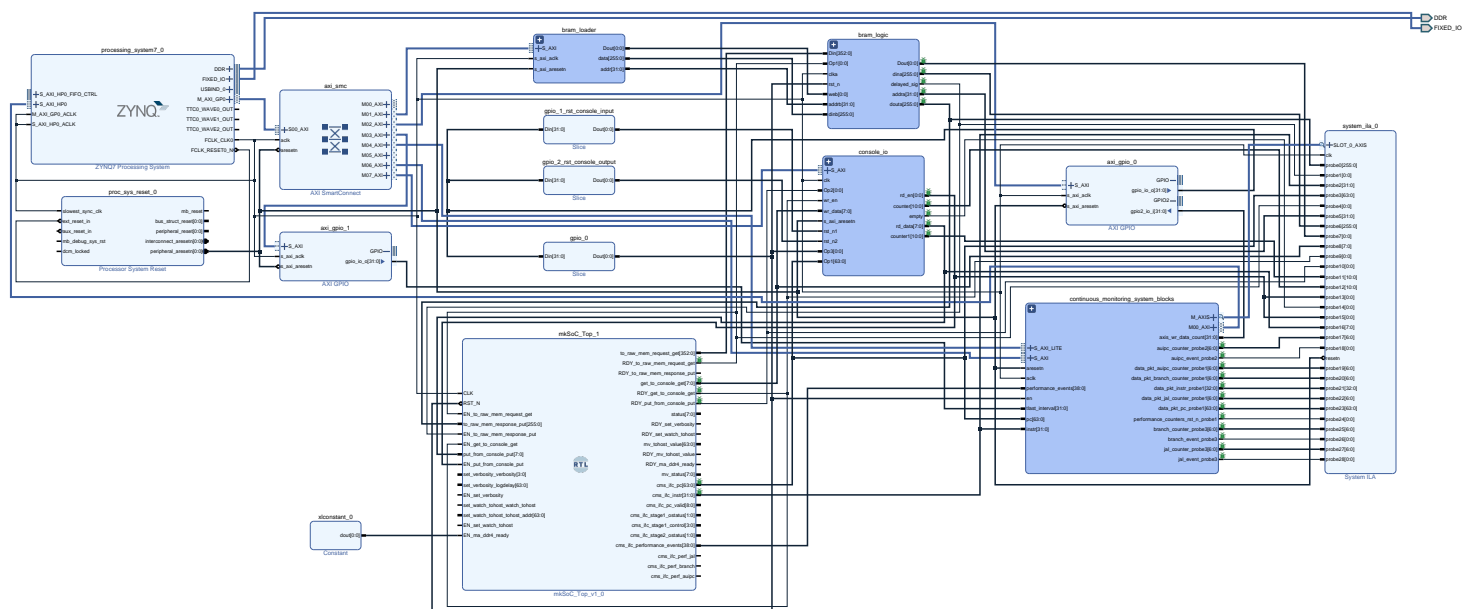 DDR
FIXED_IO
processing_system7_0
DDR
FIXED_IO
USBIND_0
M_AXI_GP0
TTC0_WAVE0_OUT
TTC0_WAVE1_OUT
TTC0_WAVE2_OUT
FCLK_CLK0
FCLK_RESET0_N
S_AXI_HP0_FIFO_CTRL
S_AXI_HP0
M_AXI_GP0_ACLK
S_AXI_HP0_ACLK
ZYNQ
ZYNQ7 Processing System
proc_sys_reset_0
slowest_sync_clk
ext_reset_in
aux_reset_in
mb_debug_sys_rst
dcm_locked
mb_reset
bus_struct_reset[0:0]
peripheral_reset[0:0]
interconnect_aresetn[0:0]
peripheral_aresetn[0:0]
Processor System Reset
axi_smc
S00_AXI
aclk
aresetn
M00_AXI
M01_AXI
M02_AXI
M03_AXI
M04_AXI
M05_AXI
M06_AXI
M07_AXI
AXI SmartConnect
axi_gpio_1
S_AXI
s_axi_aclk
s_axi_aresetn
GPIO
gpio_io_o[31:0]
AXI GPIO
bram_loader
S_AXI
s_axi_aclk
s_axi_aresetn
Dout[0:0]
data[255:0]
addr[31:0]
gpio_1_rst_console_input
Din[31:0]
Dout[0:0]
Slice
gpio_2_rst_console_output
Din[31:0]
Dout[0:0]
Slice
gpio_0
Din[31:0]
Dout[0:0]
Slice
bram_logic
Din[352:0]
Op1[0:0]
clka
rst_n
web[0:0]
addrb[31:0]
dinb[255:0]
Dout[0:0]
dina[255:0]
delayed_sig
addra[31:0]
douta[255:0]
console_io
S_AXI
clk
Op2[0:0]
wr_en
wr_data[7:0]
s_axi_aresetn
rst_n1
rst_n2
Op3[0:0]
Op1[63:0]
rd_en[0:0]
counter[10:0]
empty
rd_data[7:0]
counter1[10:0]
axi_gpio_0
S_AXI
s_axi_aclk
s_axi_aresetn
GPIO
gpio_io_o[31:0]
GPIO2
gpio2_io_i[31:0]
AXI GPIO
system_ila_0
SLOT_0_AXIS
clk
probe0[255:0]
probe1[0:0]
probe2[31:0]
probe3[63:0]
probe4[0:0]
probe5[31:0]
probe6[255:0]
probe7[0:0]
probe8[7:0]
probe9[0:0]
probe10[0:0]
probe11[10:0]
probe12[10:0]
probe13[0:0]
probe14[0:0]
probe15[0:0]
probe16[7:0]
probe17[6:0]
probe18[0:0]
resetn
probe19[6:0]
probe20[6:0]
probe21[32:0]
probe22[6:0]
probe23[63:0]
probe24[0:0]
probe25[6:0]
probe26[0:0]
probe27[6:0]
probe28[0:0]
System ILA
continuous_monitoring_system_blocks
S_AXI_LITE
S_AXI
aresetn
aclk
performance_events[38:0]
en
tlast_interval[31:0]
pc[63:0]
instr[31:0]
M_AXIS
M00_AXI
axis_wr_data_count[31:0]
auipc_counter_probe2[6:0]
auipc_event_probe2
data_pkt_auipc_counter_probe1[6:0]
data_pkt_branch_counter_probe1[6:0]
data_pkt_instr_probe1[32:0]
data_pkt_jal_counter_probe1[6:0]
data_pkt_pc_probe1[63:0]
performance_counters_rst_n_probe1
branch_counter_probe3[6:0]
branch_event_probe3
jal_counter_probe3[6:0]
jal_event_probe3
mkSoC_Top_1
CLK
RST_N
EN_to_raw_mem_request_get
to_raw_mem_response_put[255:0]
EN_to_raw_mem_response_put
EN_get_to_console_get
put_from_console_put[7:0]
EN_put_from_console_put
set_verbosity_verbosity[3:0]
set_verbosity_logdelay[63:0]
EN_set_verbosity
set_watch_tohost_watch_tohost
set_watch_tohost_tohost_addr[63:0]
EN_set_watch_tohost
EN_ma_ddr4_ready
to_raw_mem_request_get[352:0]
RDY_to_raw_mem_request_get
RDY_to_raw_mem_response_put
get_to_console_get[7:0]
RDY_get_to_console_get
RDY_put_from_console_put
status[7:0]
RDY_set_verbosity
RDY_set_watch_tohost
mv_tohost_value[63:0]
RDY_mv_tohost_value
RDY_ma_ddr4_ready
mv_status[7:0]
cms_ifc_pc[63:0]
cms_ifc_instr[31:0]
cms_ifc_pc_valid[8:0]
cms_ifc_stage1_ostatus[1:0]
cms_ifc_stage1_control[3:0]
cms_ifc_stage2_ostatus[1:0]
cms_ifc_performance_events[38:0]
cms_ifc_perf_jal
cms_ifc_perf_branch
cms_ifc_perf_auipc
RTL
mkSoC_Top_v1_0
xlconstant_0
dout[0:0]
Constant